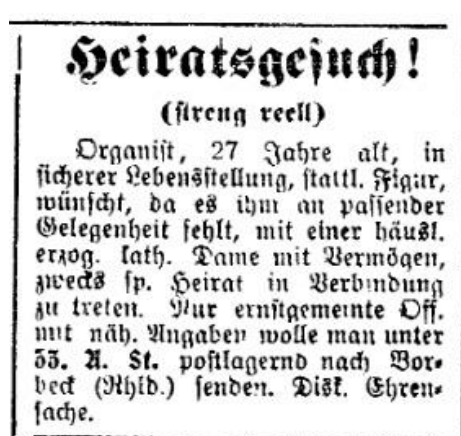 Heiratsgesuch!
(streng reell)
Organist, 27 Jahre alt, in
sicherer Lebensstellung, stattl. Figur,
wünscht, da es ihm an passender
Gelegenheit fehlt, mit einer häusl.
erzog. kath. Dame mit Vermögen,
zwecks sp. Heirat in Verbindung
zu treten. Nur ernstgemeinte Off.
mit näh. Angaben wolle man unter
33. A. St. postlagernd nach Bor-
beck (Rhld.) senden. Disk. Ehren-
sache.